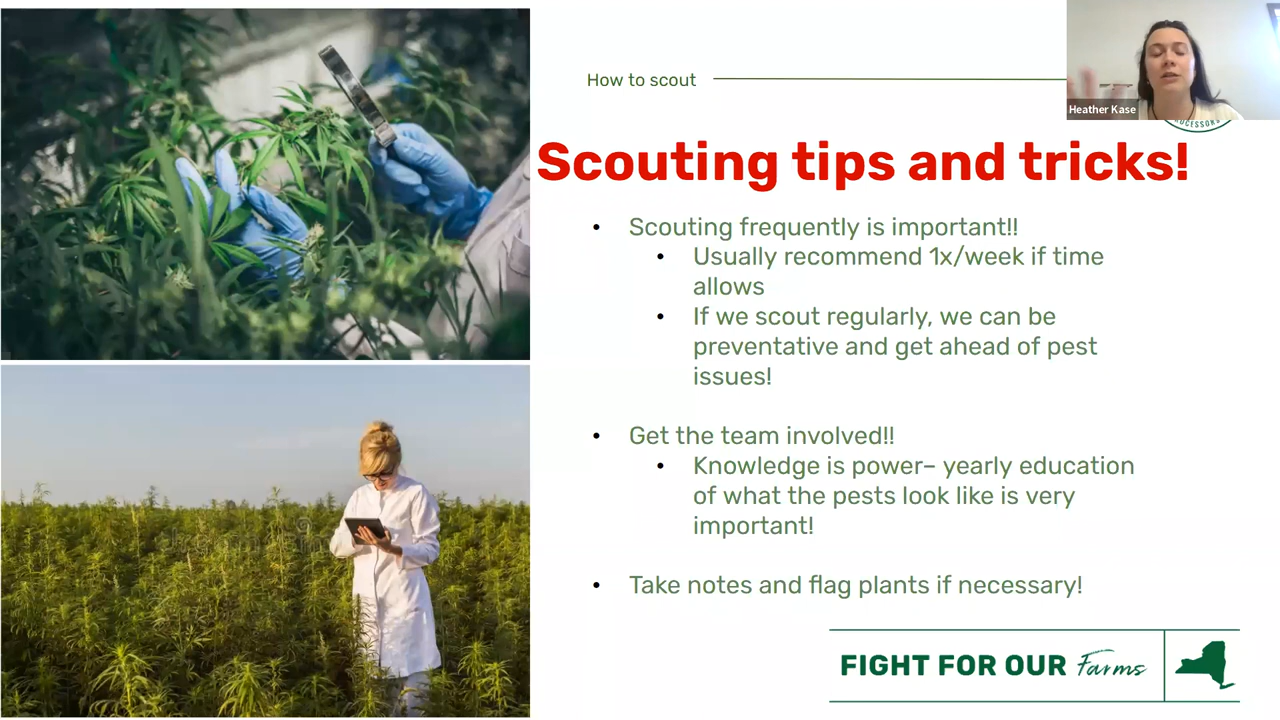 How to scout
Heather Kase
OCESSORS
Scouting tips and tricks!
• Scouting frequently is important!!
• Usually recommend 1x/week if time
allows
• If we scout regularly, we can be
preventative and get ahead of pest
issues!
• Get the team involved!!
• Knowledge is power– yearly education
of what the pests look like is very
important!
• Take notes and flag plants if necessary!
FIGHT FOR OUR Farms